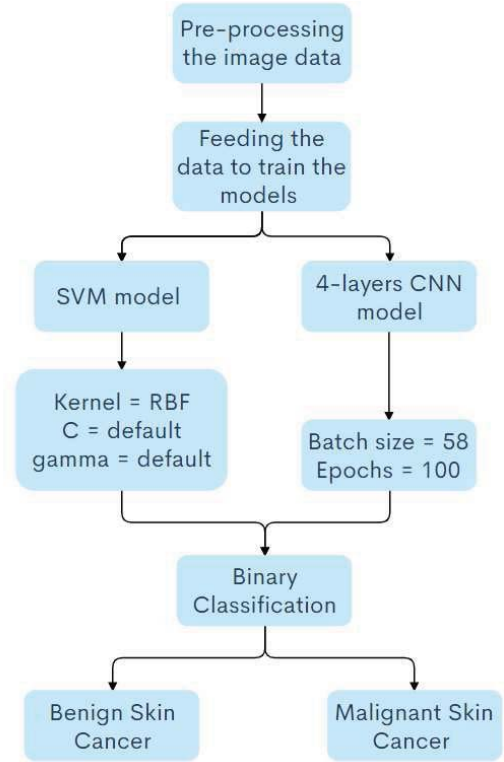 Pre-processing
the image data
Feeding the
data to train the
models
SVM model
4-layers CNN
model
Kernel = RBF
C = default
gamma = default
Batch size = 58
Epochs = 100
Binary
Classification
Benign Skin
Cancer
Malignant Skin
Cancer